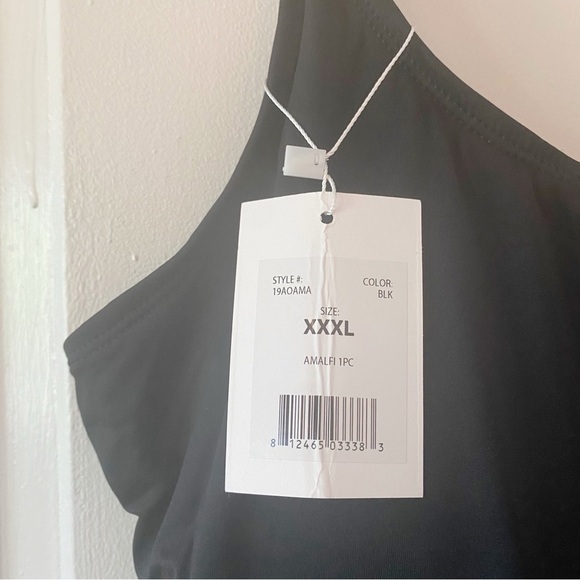 STYLE #: COLOR:
19AOAMA BLK
SIZE:
XXXL
AMALFI 1PC
8 12465 03338 3